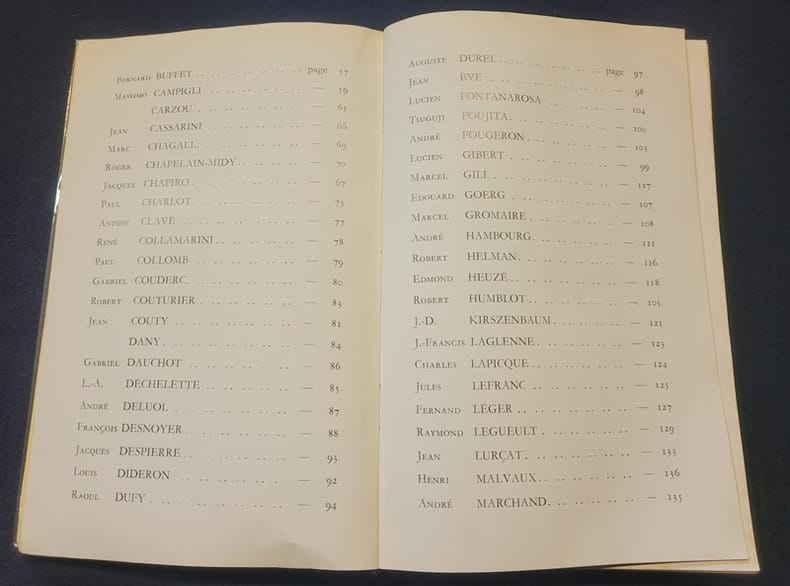 Bernard BUFFET . . . . . . . . . . . page 57
Massimo CAMPIGLI . . . . . . . . . . — 59
CARZOU . . . . . . . . . . — 61
Jean CASSARINI . . . . . . . . . . — 66
Marc CHAGALL. . . . . . . . . . . — 69
Roger CHAPELAIN-MIDY. . . . . . . . — 70
Jacques CHAPIRO . . . . . . . . . . — 67
Paul CHARLOT . . . . . . . . . . — 75
Antoni CLAVÉ . . . . . . . . . . — 77
René COLLAMARINI . . . . . . . . . — 78
Paul COLLOMB . . . . . . . . . . — 79
Gabriel COUDERC. . . . . . . . . . — 80
Robert COUTURIER . . . . . . . . . — 83
Jean COUTY . . . . . . . . . . — 81
DANY. . . . . . . . . . . — 84
Gabriel DAUCHOT . . . . . . . . . . — 86
L.-A. DÉCHELETTE . . . . . . . . . — 85
André DELUOL . . . . . . . . . . — 87
François DESNOYER . . . . . . . . . . — 88
Jacques DESPIERRE . . . . . . . . . — 93
Louis DIDERON . . . . . . . . . . — 92
Raoul DUFY . . . . . . . . . . — 94
Auguste DUREL. . . . . . . . . . . page 97
Jean EVE . . . . . . . . . . — 98
Lucien FONTANAROSA . . . . . . . . — 104
Tsuguji FOUJITA. . . . . . . . . . — 100
André FOUGERON. . . . . . . . . . — 103
Lucien GIBERT . . . . . . . . . . — 99
Marcel GILI . . . . . . . . . . — 117
Edouard GOERG . . . . . . . . . . — 107
Marcel GROMAIRE . . . . . . . . . . — 108
André HAMBOURG. . . . . . . . . . — 111
Robert HELMAN. . . . . . . . . . — 116
Edmond HEUZÉ . . . . . . . . . . — 118
Robert HUMBLOT . . . . . . . . . . — 105
J.-D. KIRSZENBAUM . . . . . . . . — 121
J.-Francis LAGLENNE . . . . . . . . . — 123
Charles LAPICQUE . . . . . . . . . — 124
Jules LEFRANC . . . . . . . . . . — 125
Fernand LÉGER . . . . . . . . . . — 127
Raymond LEGUEULT . . . . . . . . . — 129
Jean LURÇAT . . . . . . . . . . — 133
Henri MALVAUX. . . . . . . . . . — 136
André MARCHAND. . . . . . . . . — 135